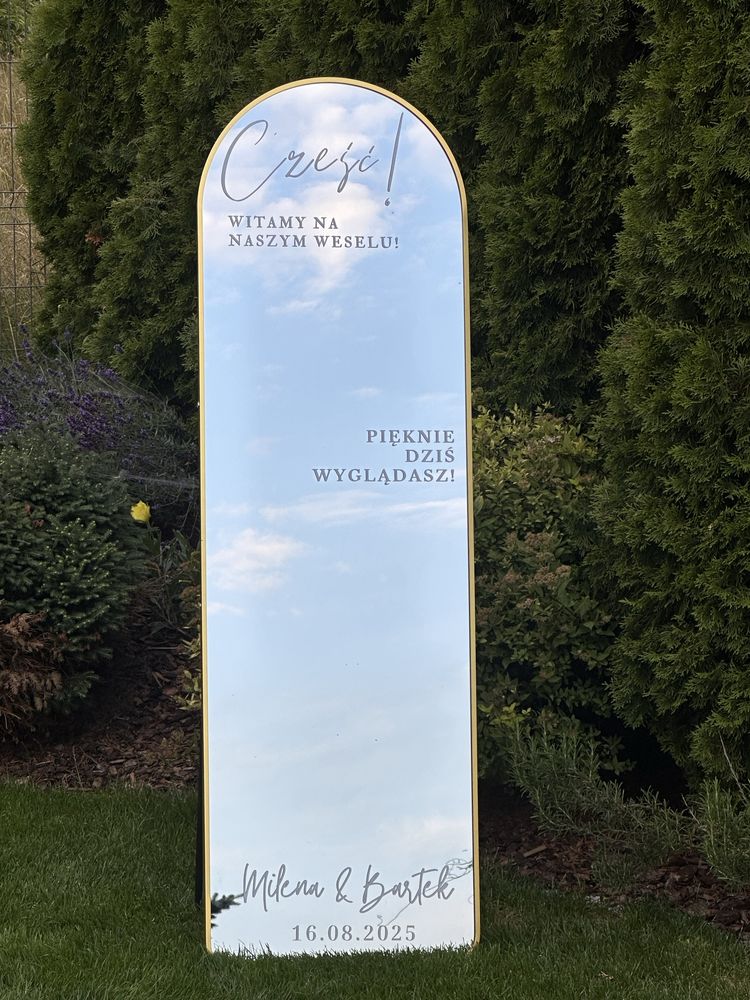 Cześć!
WITAMY NA
NASZYM WESELU!
PIĘKNIE
DZIŚ
WYGLĄDASZ!
Milena & Bartek
16.08.2025